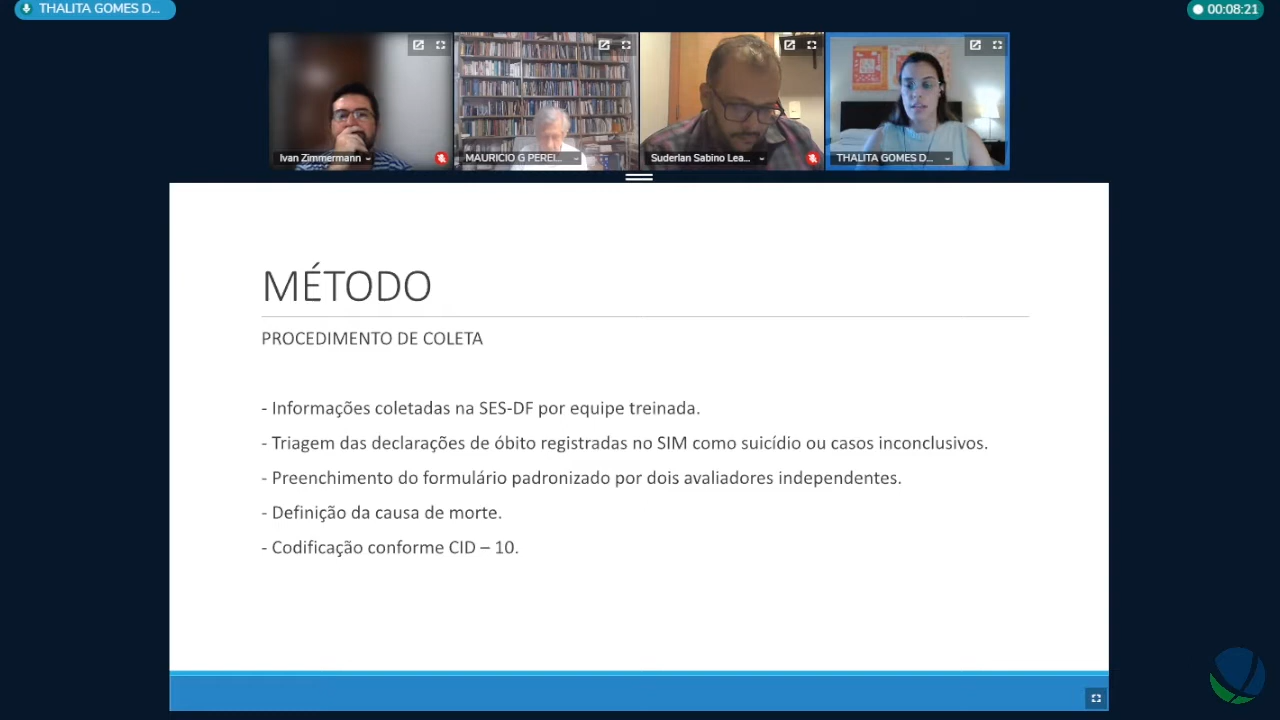 THALITA GOMES D...
00:08:21
Ivan Zimmermann
MAURICIO G PEREI...
Suderlan Sabino Lea...
THALITA GOMES D...
MÉTODO
PROCEDIMENTO DE COLETA
- Informações coletadas na SES-DF por equipe treinada.
- Triagem das declarações de óbito registradas no SIM como suicídio ou casos inconclusivos.
- Preenchimento do formulário padronizado por dois avaliadores independentes.
- Definição da causa de morte.
- Codificação conforme CID – 10.